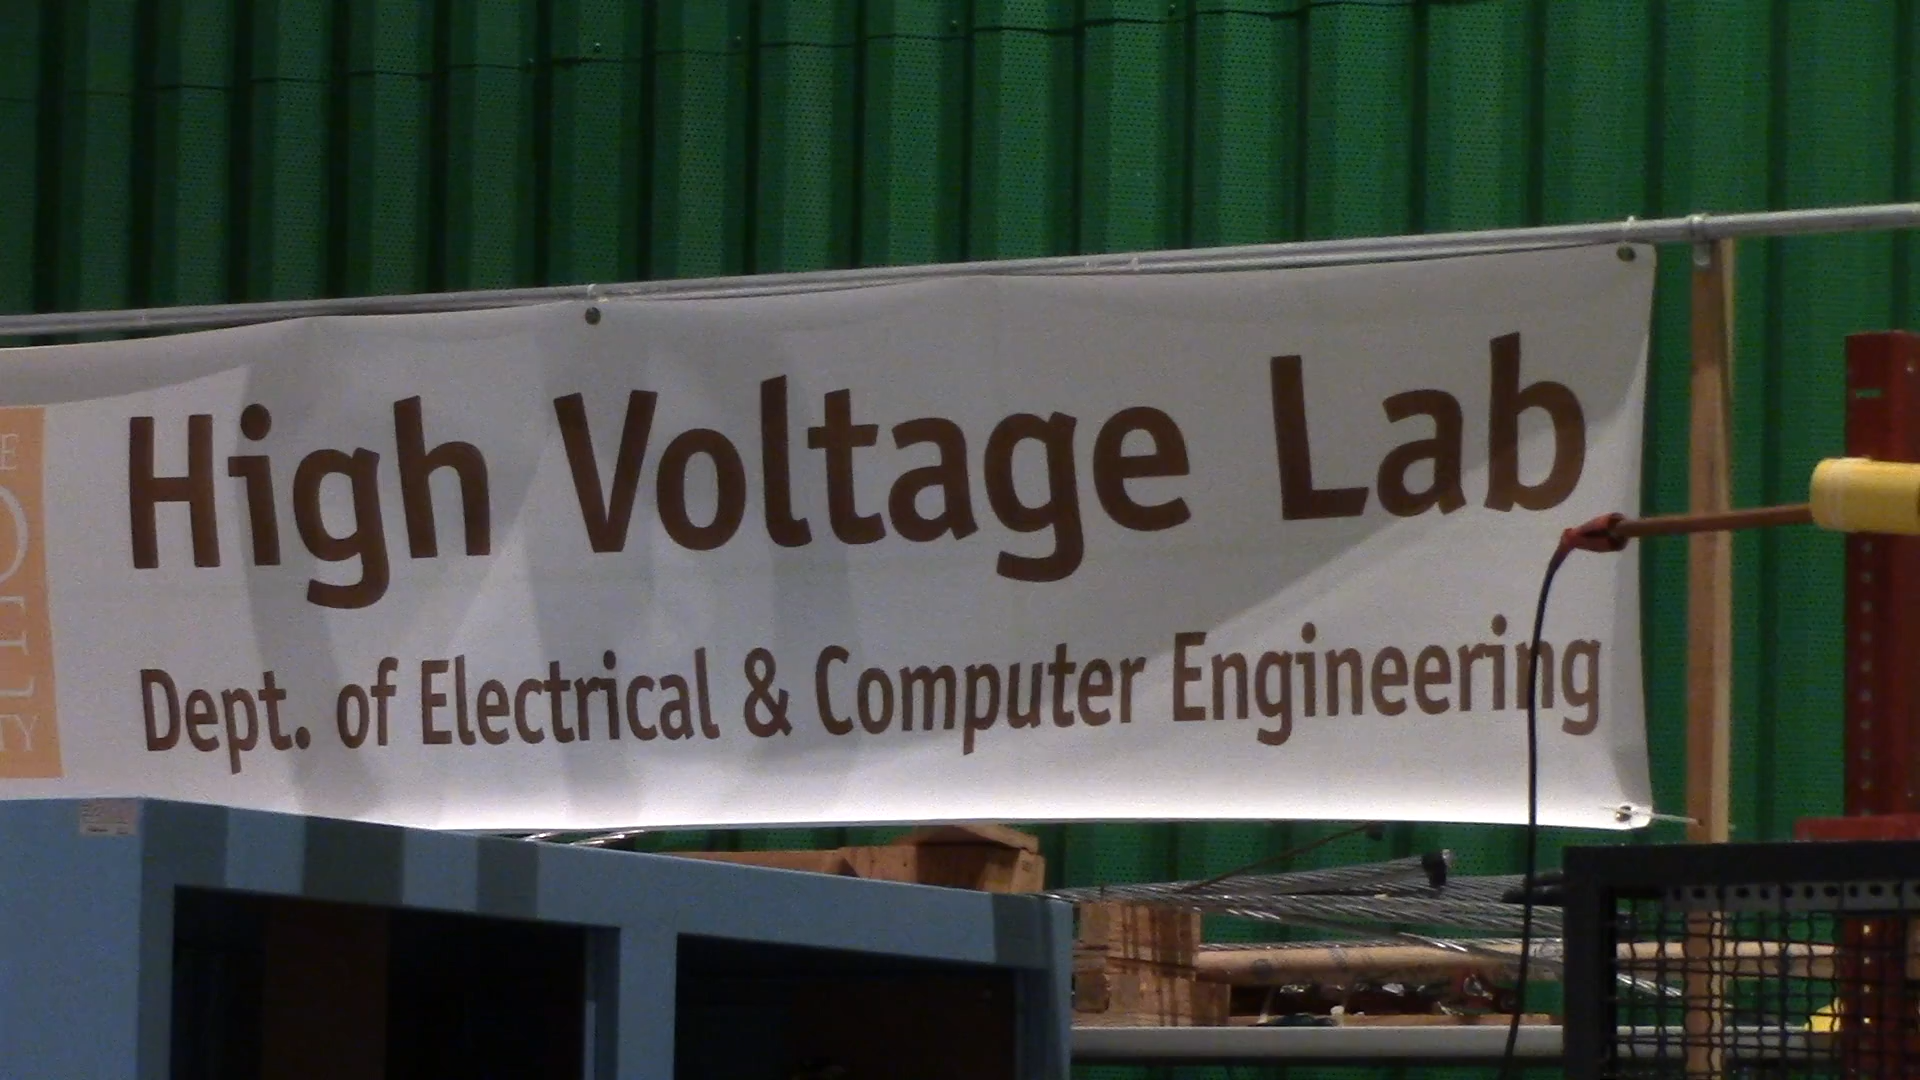 High Voltage Lab
Dept. of Electrical & Computer Engineering